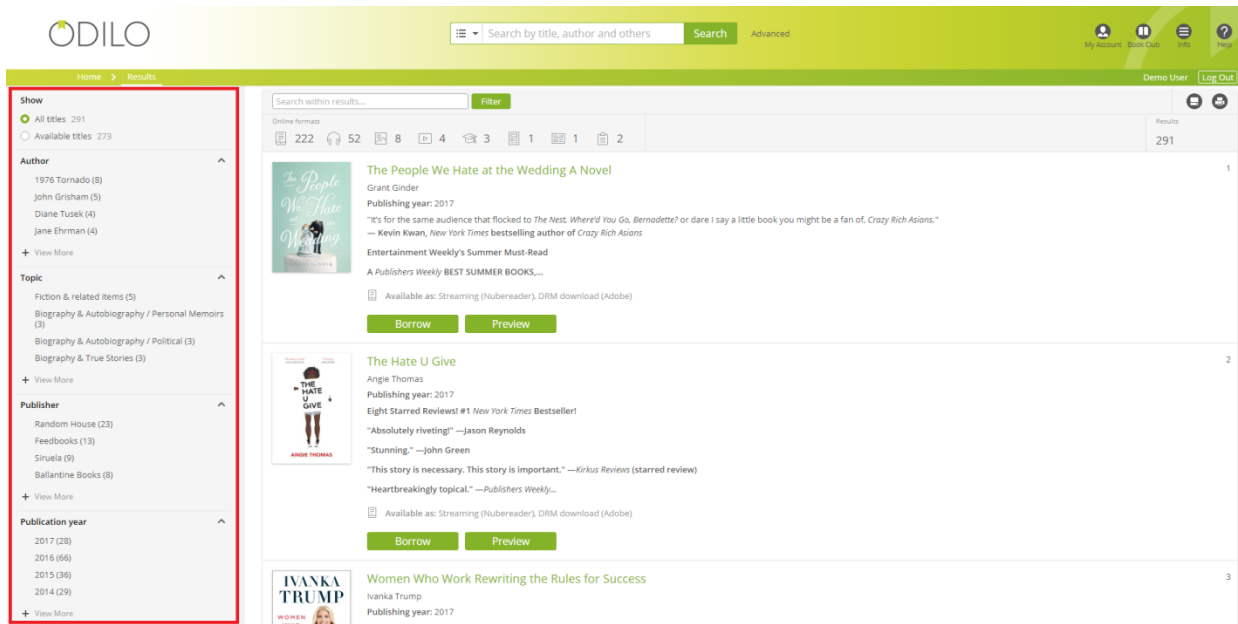 ODILO
Search by title, author and others
Search
Advanced
My Account
Book Club
Info
Help
Home
Results
Demo User
Log Out
Show
All titles 291
Available titles 273
Author
1976 Tornado (8)
John Grisham (5)
Diane Tusek (4)
Jane Ehrman (4)
+ View More
Topic
Fiction & related items (5)
Biography & Autobiography / Personal Memoirs
(3)
Biography & Autobiography / Political (3)
Biography & True Stories (3)
+ View More
Publisher
Random House (23)
Feedbooks (13)
Siruela (9)
Ballantine Books (8)
+ View More
Publication year
2017 (28)
2016 (66)
2015 (36)
2014 (29)
+ View More
Search within results...
Filter
Online formats
222 52 8 4 3 1 1 2
Results
291
The People We Hate at the Wedding
The People We Hate at the Wedding A Novel
1
Grant Ginder
Publishing year: 2017
"It's for the same audience that flocked to The Nest, Where'd You Go, Bernadette? or dare I say a little book you might be a fan of, Crazy Rich Asians."
— Kevin Kwan, New York Times bestselling author of Crazy Rich Asians
Entertainment Weekly's Summer Must-Read
A Publishers Weekly BEST SUMMER BOOKS,...
Available as: Streaming (Nubereader), DRM download (Adobe)
Borrow
Preview
THE
HATE
U
GIVE
ANGIE THOMAS
The Hate U Give
2
Angie Thomas
Publishing year: 2017
Eight Starred Reviews! #1 New York Times Bestseller!
"Absolutely riveting!" —Jason Reynolds
"Stunning." —John Green
"This story is necessary. This story is important." —Kirkus Reviews (starred review)
"Heartbreakingly topical." —Publishers Weekly...
Available as: Streaming (Nubereader), DRM download (Adobe)
Borrow
Preview
IVANKA
TRUMP
WOMEN
Women Who Work Rewriting the Rules for Success
3
Ivanka Trump
Publishing year: 2017